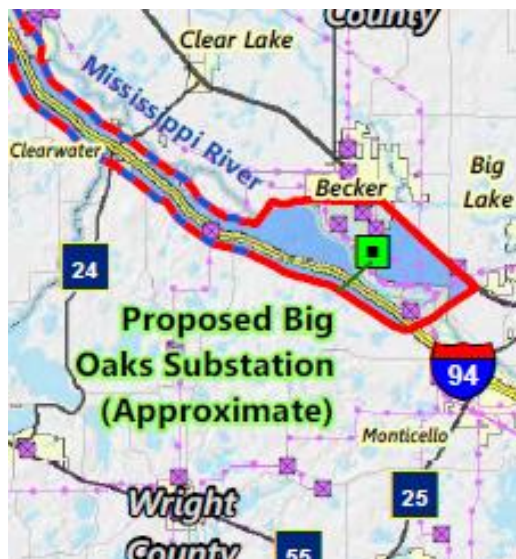 County
Clear Lake
Mississippi River
Clearwater
Becker
Big
Lake
24
Proposed Big
Oaks Substation
(Approximate)
94
Monticello
25
Wright
County
55